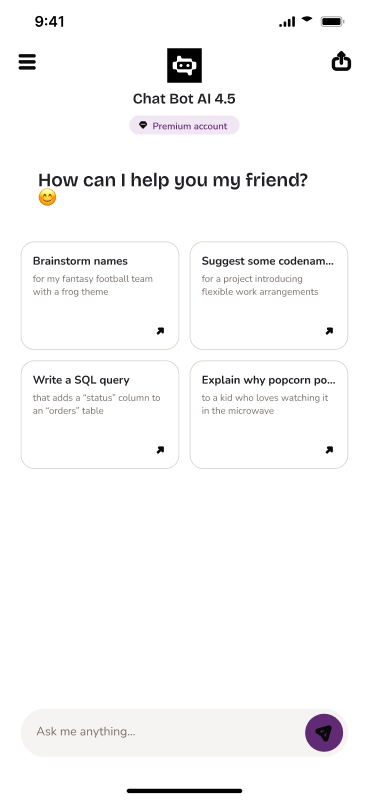 9:41
Chat Bot AI 4.5
Premium account
How can I help you my friend?
😊
Brainstorm names
for my fantasy football team
with a frog theme
Suggest some codenam...
for a project introducing
flexible work arrangements
Write a SQL query
that adds a “status” column to
an “orders” table
Explain why popcorn po...
to a kid who loves watching it
in the microwave
Ask me anything...